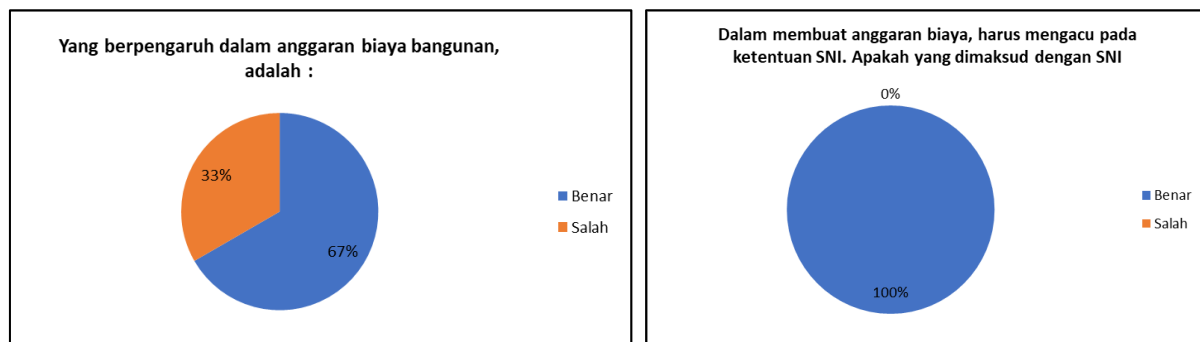 Yang berpengaruh dalam anggaran biaya bangunan,
adalah :
33%
67%
Benar
Salah
Dalam membuat anggaran biaya, harus mengacu pada
ketentuan SNI. Apakah yang dimaksud dengan SNI
0%
100%
Benar
Salah